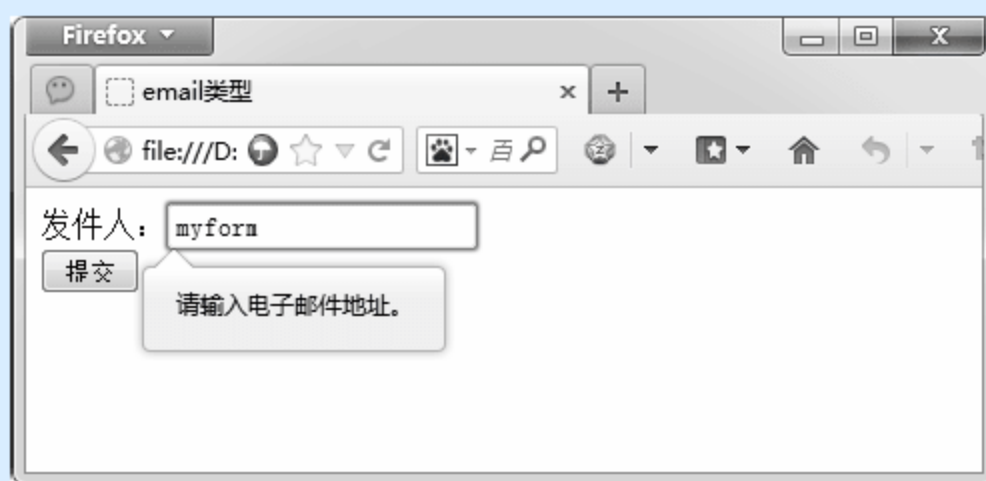 Firefox
email类型
file:///D:
百
发件人：myform
提交
请输入电子邮件地址。